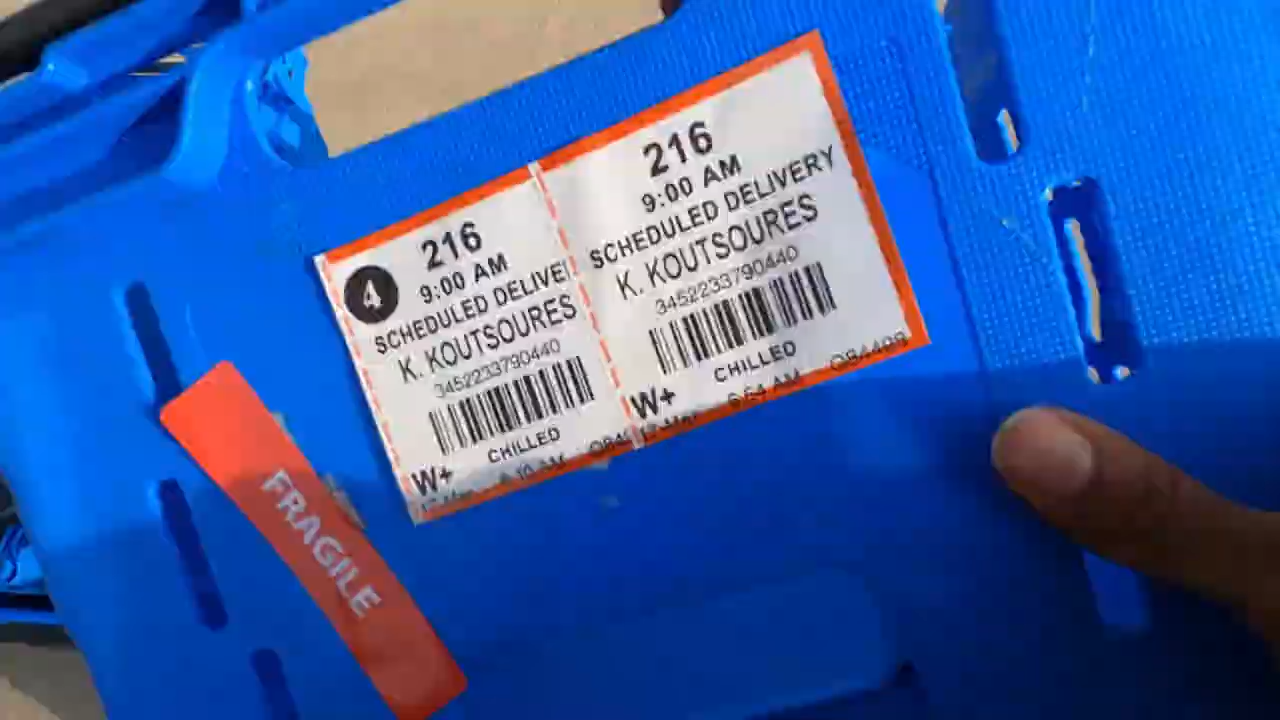 4
216
9:00 AM
SCHEDULED DELIVE
K. KOUTSOURES
3452233790440
CHILLED
W+
216
9:00 AM
SCHEDULED DELIVERY
K. KOUTSOURES
3452233790440
CHILLED
W+
FRAGILE